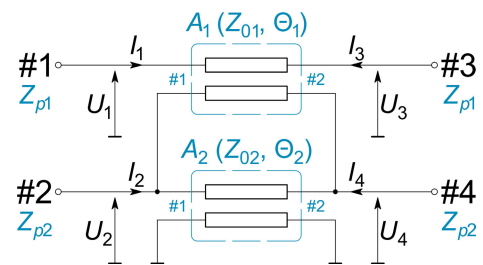 A1 (Z01, Θ1)
#1 I1 I3 #3
Zp1 #1 #2 Zp1
U1 U3
A2 (Z02, Θ2)
#2 I2 I4 #4
Zp2 #1 #2 Zp2
U2 U4